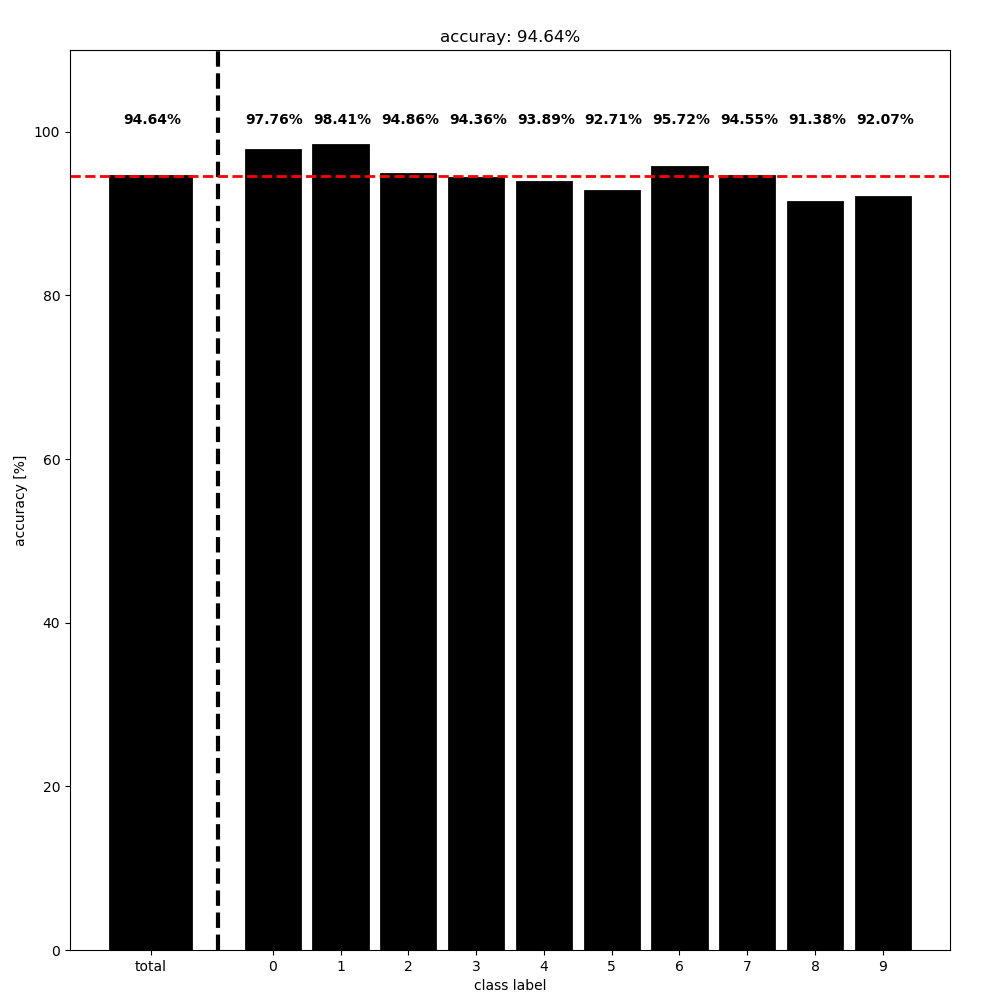 accuray: 94.64%
94.64% 97.76% 98.41% 94.86% 94.36% 93.89% 92.71% 95.72% 94.55% 91.38% 92.07%
100
80
60
40
20
0
accuracy [%]
total 0 1 2 3 4 5 6 7 8 9
class label